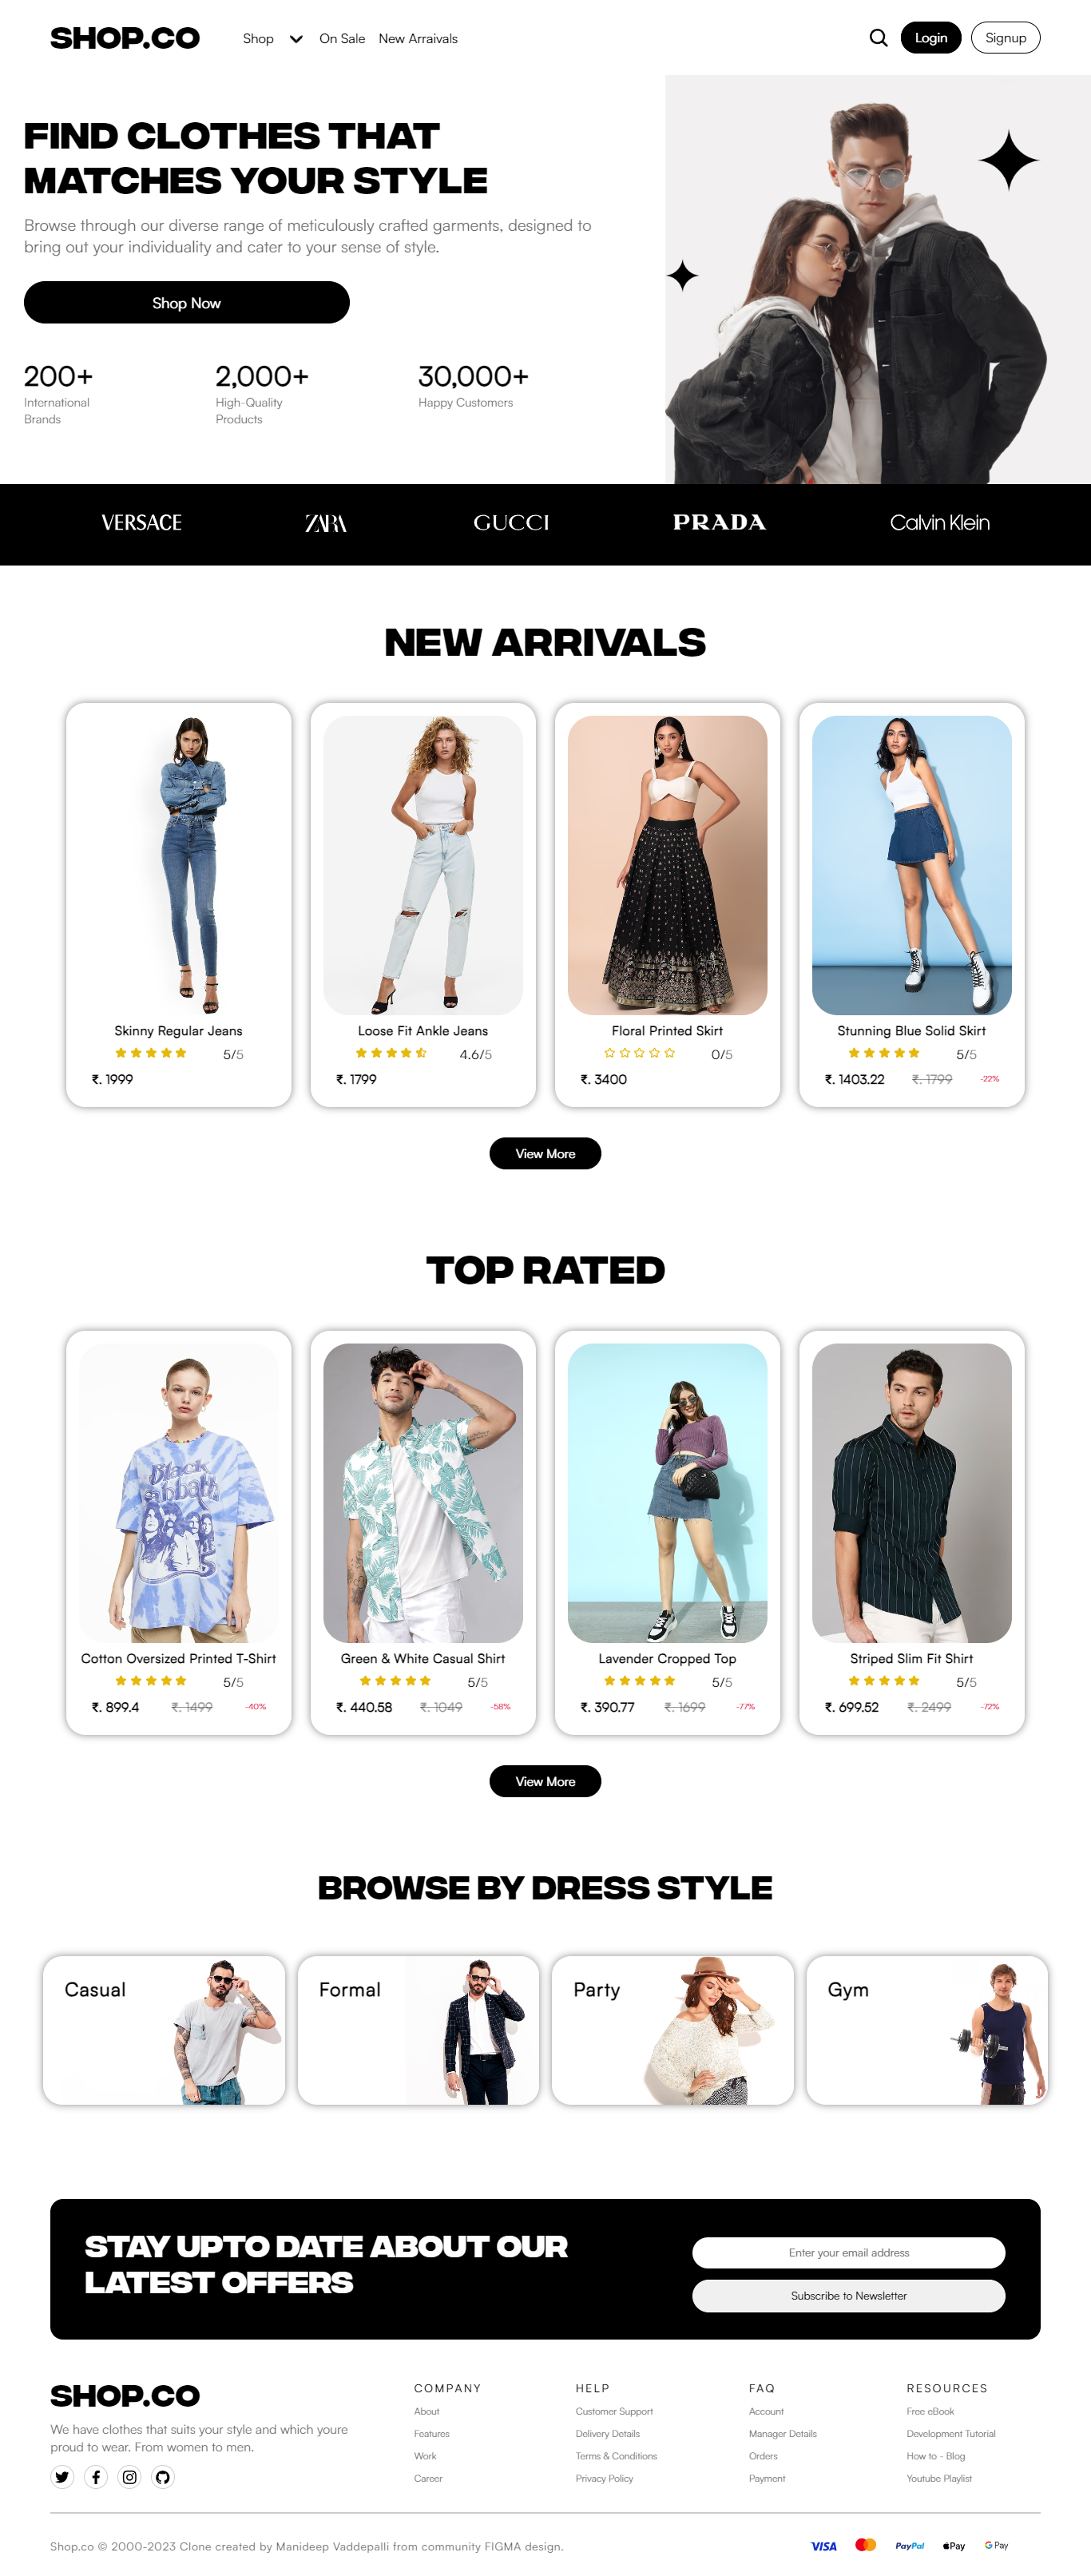 SHOP.CO
Shop
On Sale
New Arraivals
Login
Signup
FIND CLOTHES THAT
MATCHES YOUR STYLE
Browse through our diverse range of meticulously crafted garments, designed to
bring out your individuality and cater to your sense of style.
Shop Now
200+
International
Brands
2,000+
High-Quality
Products
30,000+
Happy Customers
VERSACE
ZARA
GUCCI
PRADA
Calvin Klein
NEW ARRIVALS
Skinny Regular Jeans
5/5
₹. 1999
Loose Fit Ankle Jeans
4.6/5
₹. 1799
Floral Printed Skirt
0/5
₹. 3400
Stunning Blue Solid Skirt
5/5
₹. 1403.22 ₹. 1799 -22%
View More
TOP RATED
Black
Sabbath
Cotton Oversized Printed T-Shirt
5/5
₹. 899.4 ₹. 1499 -40%
Green & White Casual Shirt
5/5
₹. 440.58 ₹. 1049 -58%
Lavender Cropped Top
5/5
₹. 390.77 ₹. 1699 -77%
Striped Slim Fit Shirt
5/5
₹. 699.52 ₹. 2499 -72%
View More
BROWSE BY DRESS STYLE
Casual
Formal
Party
Gym
STAY UPTO DATE ABOUT OUR
LATEST OFFERS
Enter your email address
Subscribe to Newsletter
SHOP.CO
We have clothes that suits your style and which youre
proud to wear. From women to men.
COMPANY
About
Features
Work
Career
HELP
Customer Support
Delivery Details
Terms & Conditions
Privacy Policy
FAQ
Account
Manager Details
Orders
Payment
RESOURCES
Free eBook
Development Tutorial
How to - Blog
Youtube Playlist
Shop.co © 2000-2023 Clone created by Manideep Vaddepalli from community FIGMA design.
VISA
PayPal
Pay
G Pay